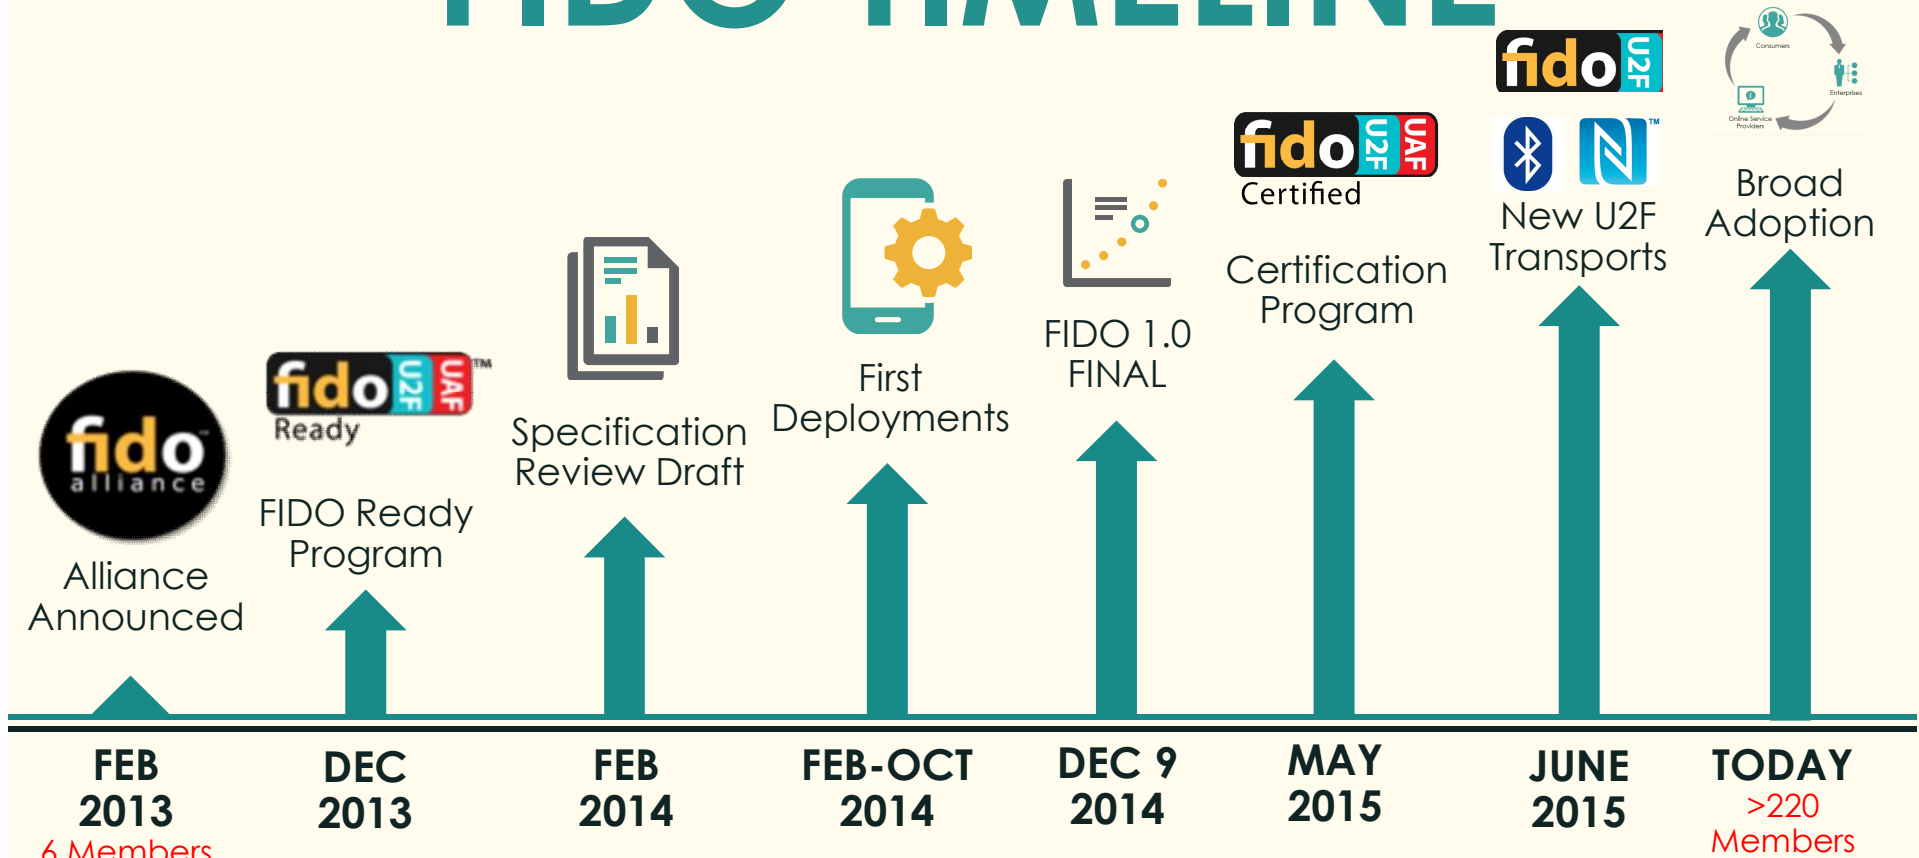 FIDO TIMELINE
Consumers
Enterprises
Online Service
Providers
fido U2F
fido U2F UAF
Certified
TM
Broad
Adoption
New U2F
Transports
Certification
Program
FIDO 1.0
FINAL
First
Deployments
fido U2F UAF TM
Ready
Specification
Review Draft
fido
alliance
FIDO Ready
Program
Alliance
Announced
FEB
2013
6 Members
DEC
2013
FEB
2014
FEB-OCT
2014
DEC 9
2014
MAY
2015
JUNE
2015
TODAY
>220
Members